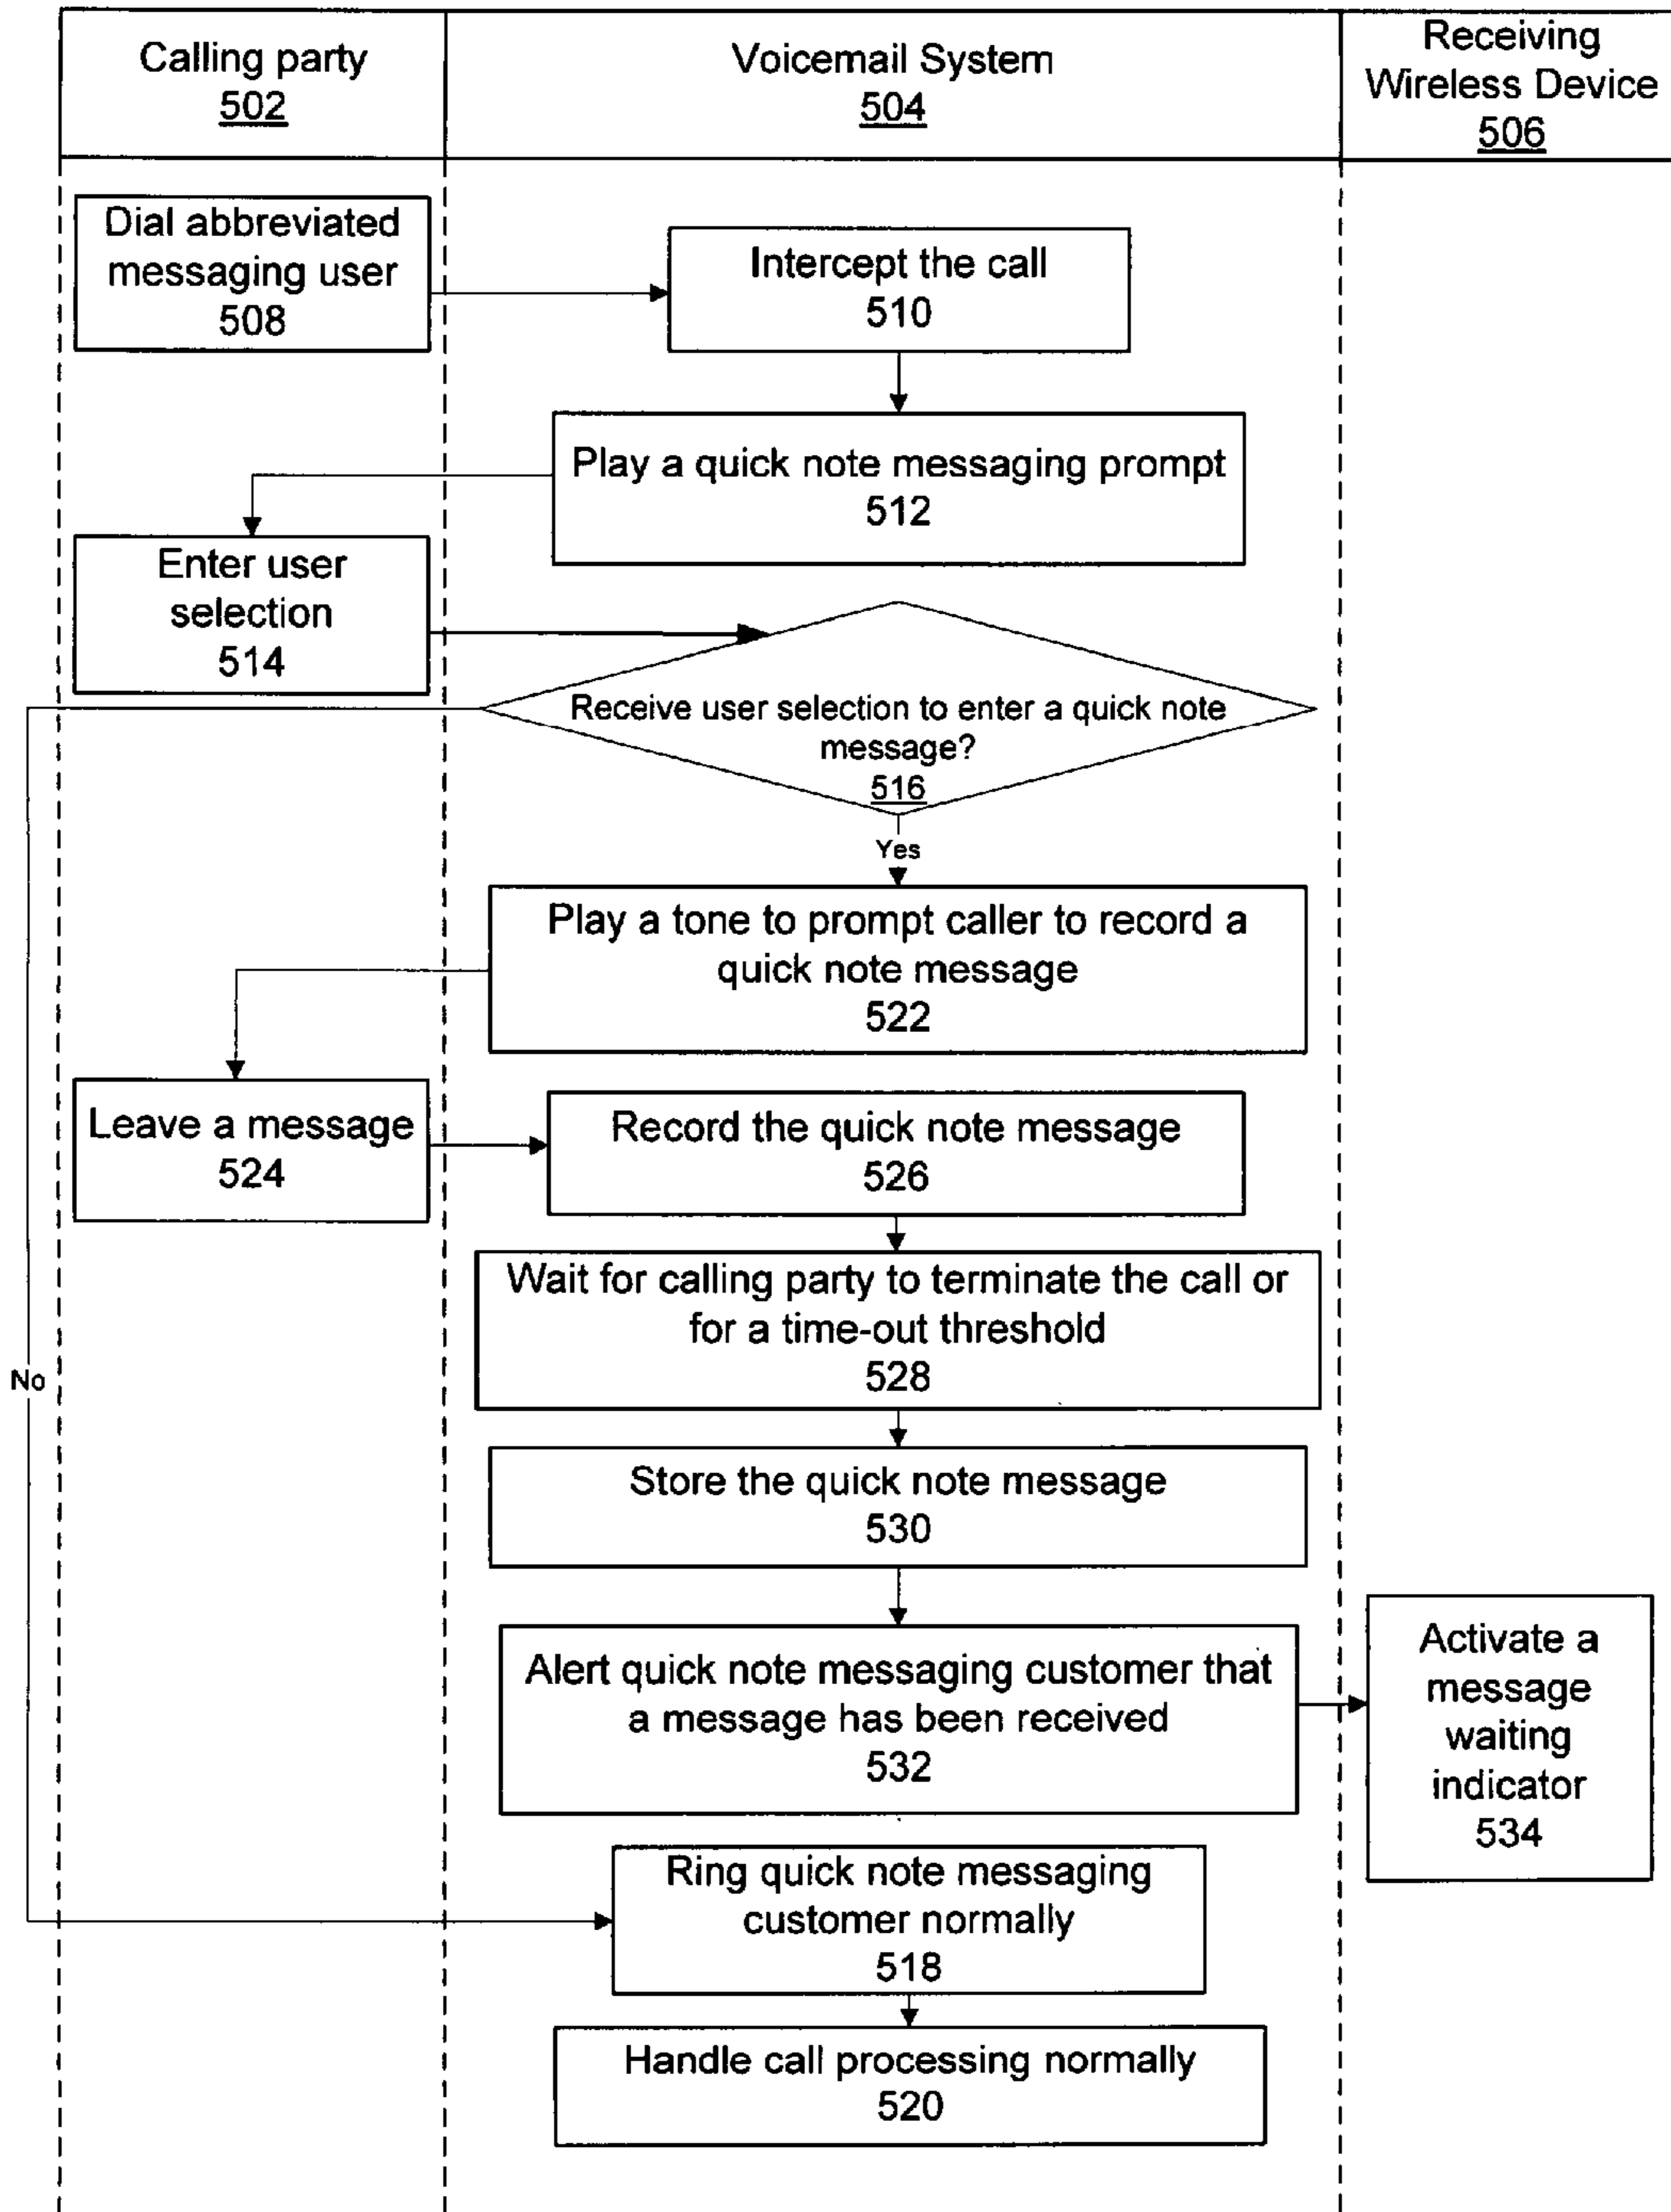 Calling party
502
Voicemail System
504
Receiving
Wireless Device
506
Dial abbreviated
messaging user
508
Intercept the call
510
Play a quick note messaging prompt
512
Enter user
selection
514
Receive user selection to enter a quick note
message?
516
Yes
Play a tone to prompt caller to record a
quick note message
522
Leave a message
524
Record the quick note message
526
Wait for calling party to terminate the call or
for a time-out threshold
528
No
Store the quick note message
530
Alert quick note messaging customer that
a message has been received
532
Activate a
message
waiting
indicator
534
Ring quick note messaging
customer normally
518
Handle call processing normally
520